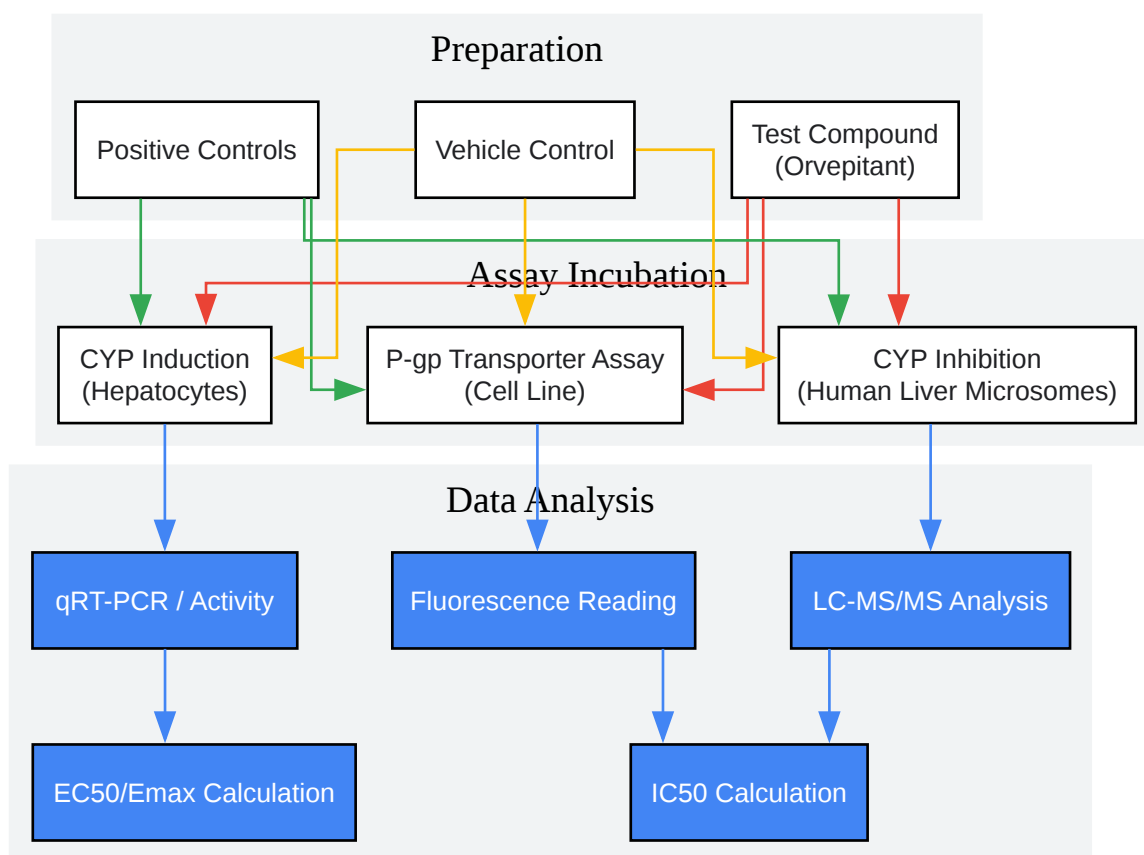 Preparation
Positive Controls
Vehicle Control
Test Compound
(Orvepitant)
Assay Incubation
CYP Induction
(Hepatocytes)
P-gp Transporter Assay
(Cell Line)
CYP Inhibition
(Human Liver Microsomes)
Data Analysis
qRT-PCR / Activity
Fluorescence Reading
LC-MS/MS Analysis
EC50/Emax Calculation
IC50 Calculation